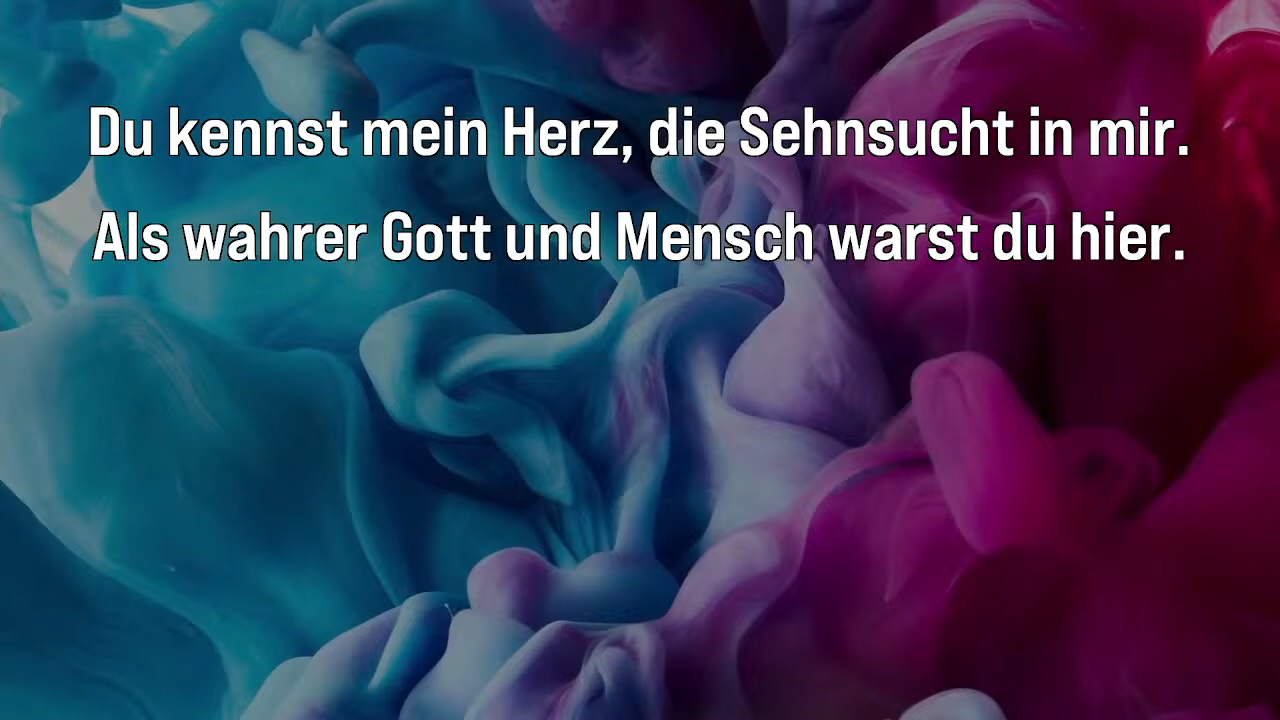 Du kennst mein Herz, die Sehnsucht in mir.
Als wahrer Gott und Mensch warst du hier.